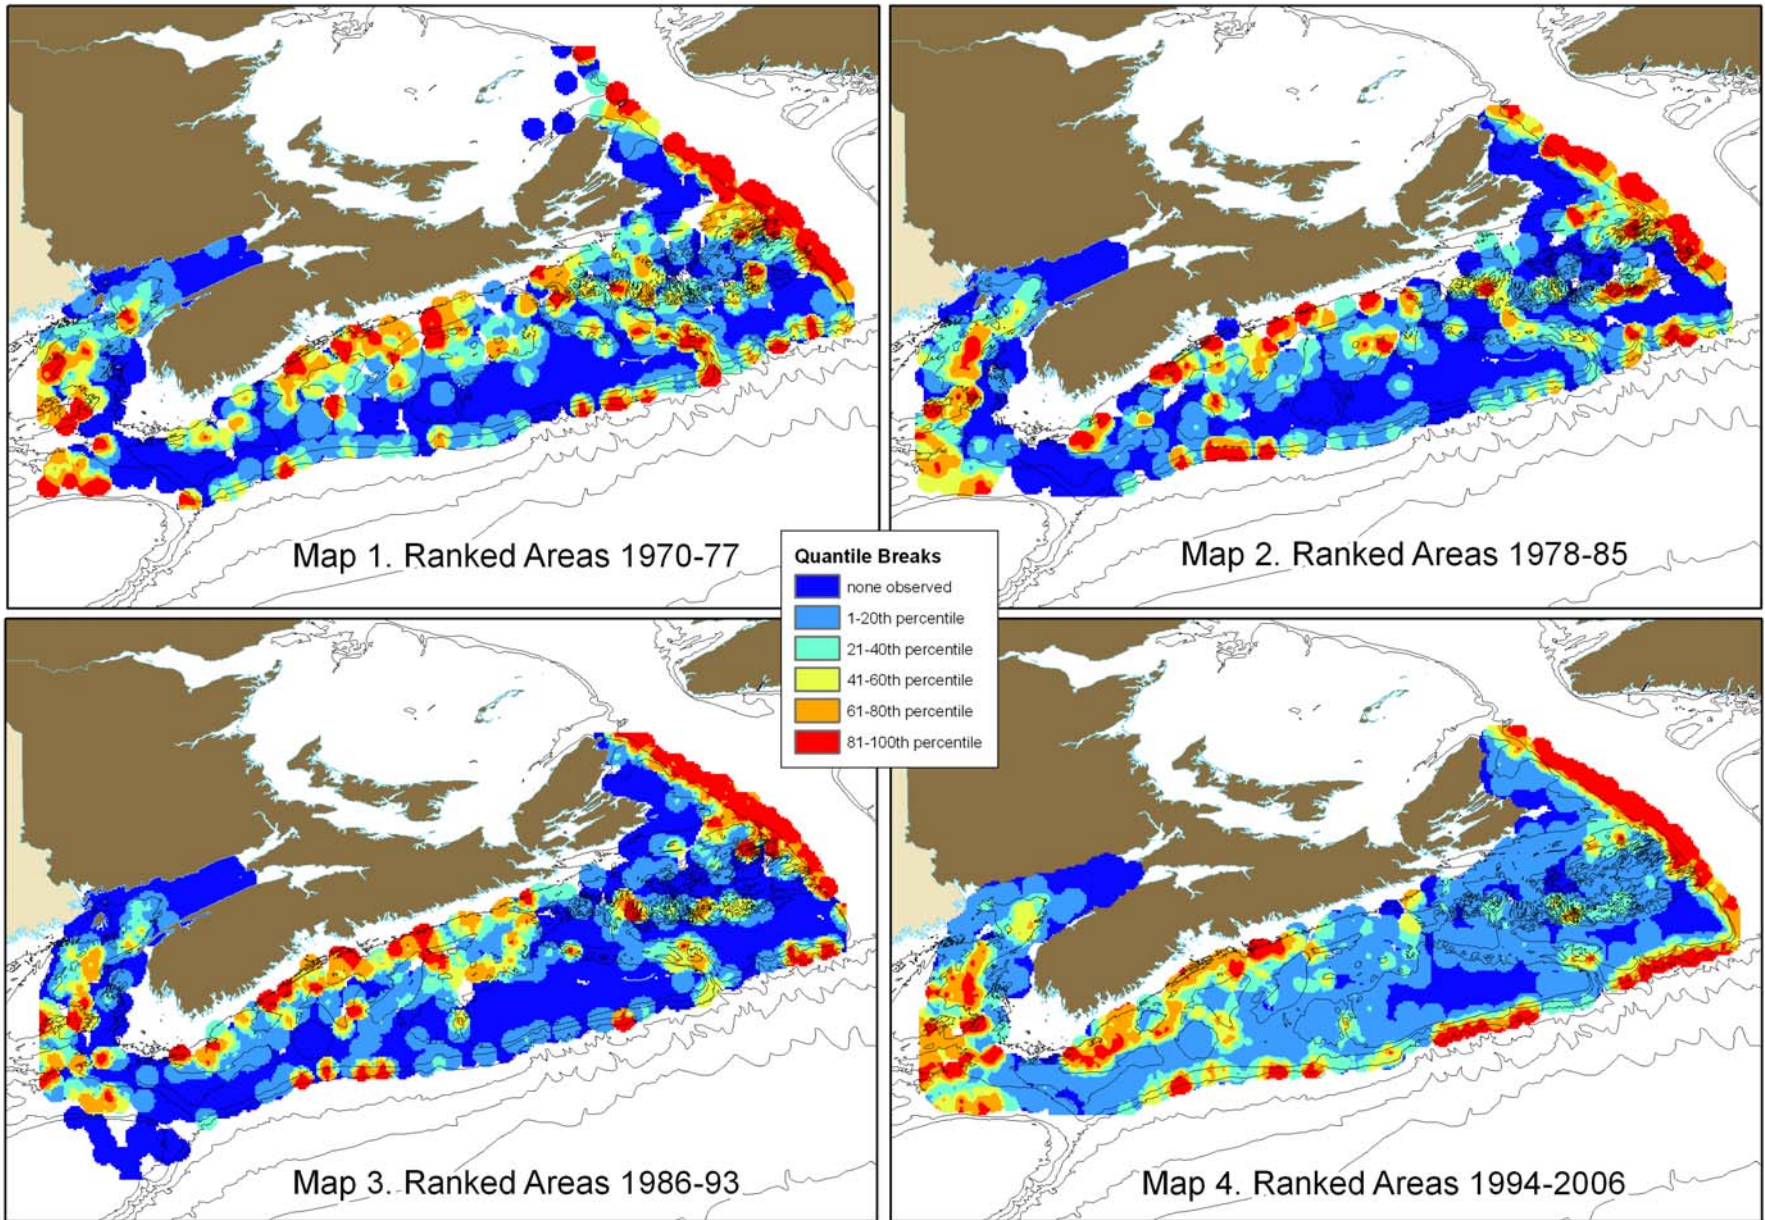 Map 1. Ranked Areas 1970-77
Map 2. Ranked Areas 1978-85
Quantile Breaks
none observed
1-20th percentile
21-40th percentile
41-60th percentile
61-80th percentile
81-100th percentile
Map 3. Ranked Areas 1986-93
Map 4. Ranked Areas 1994-2006